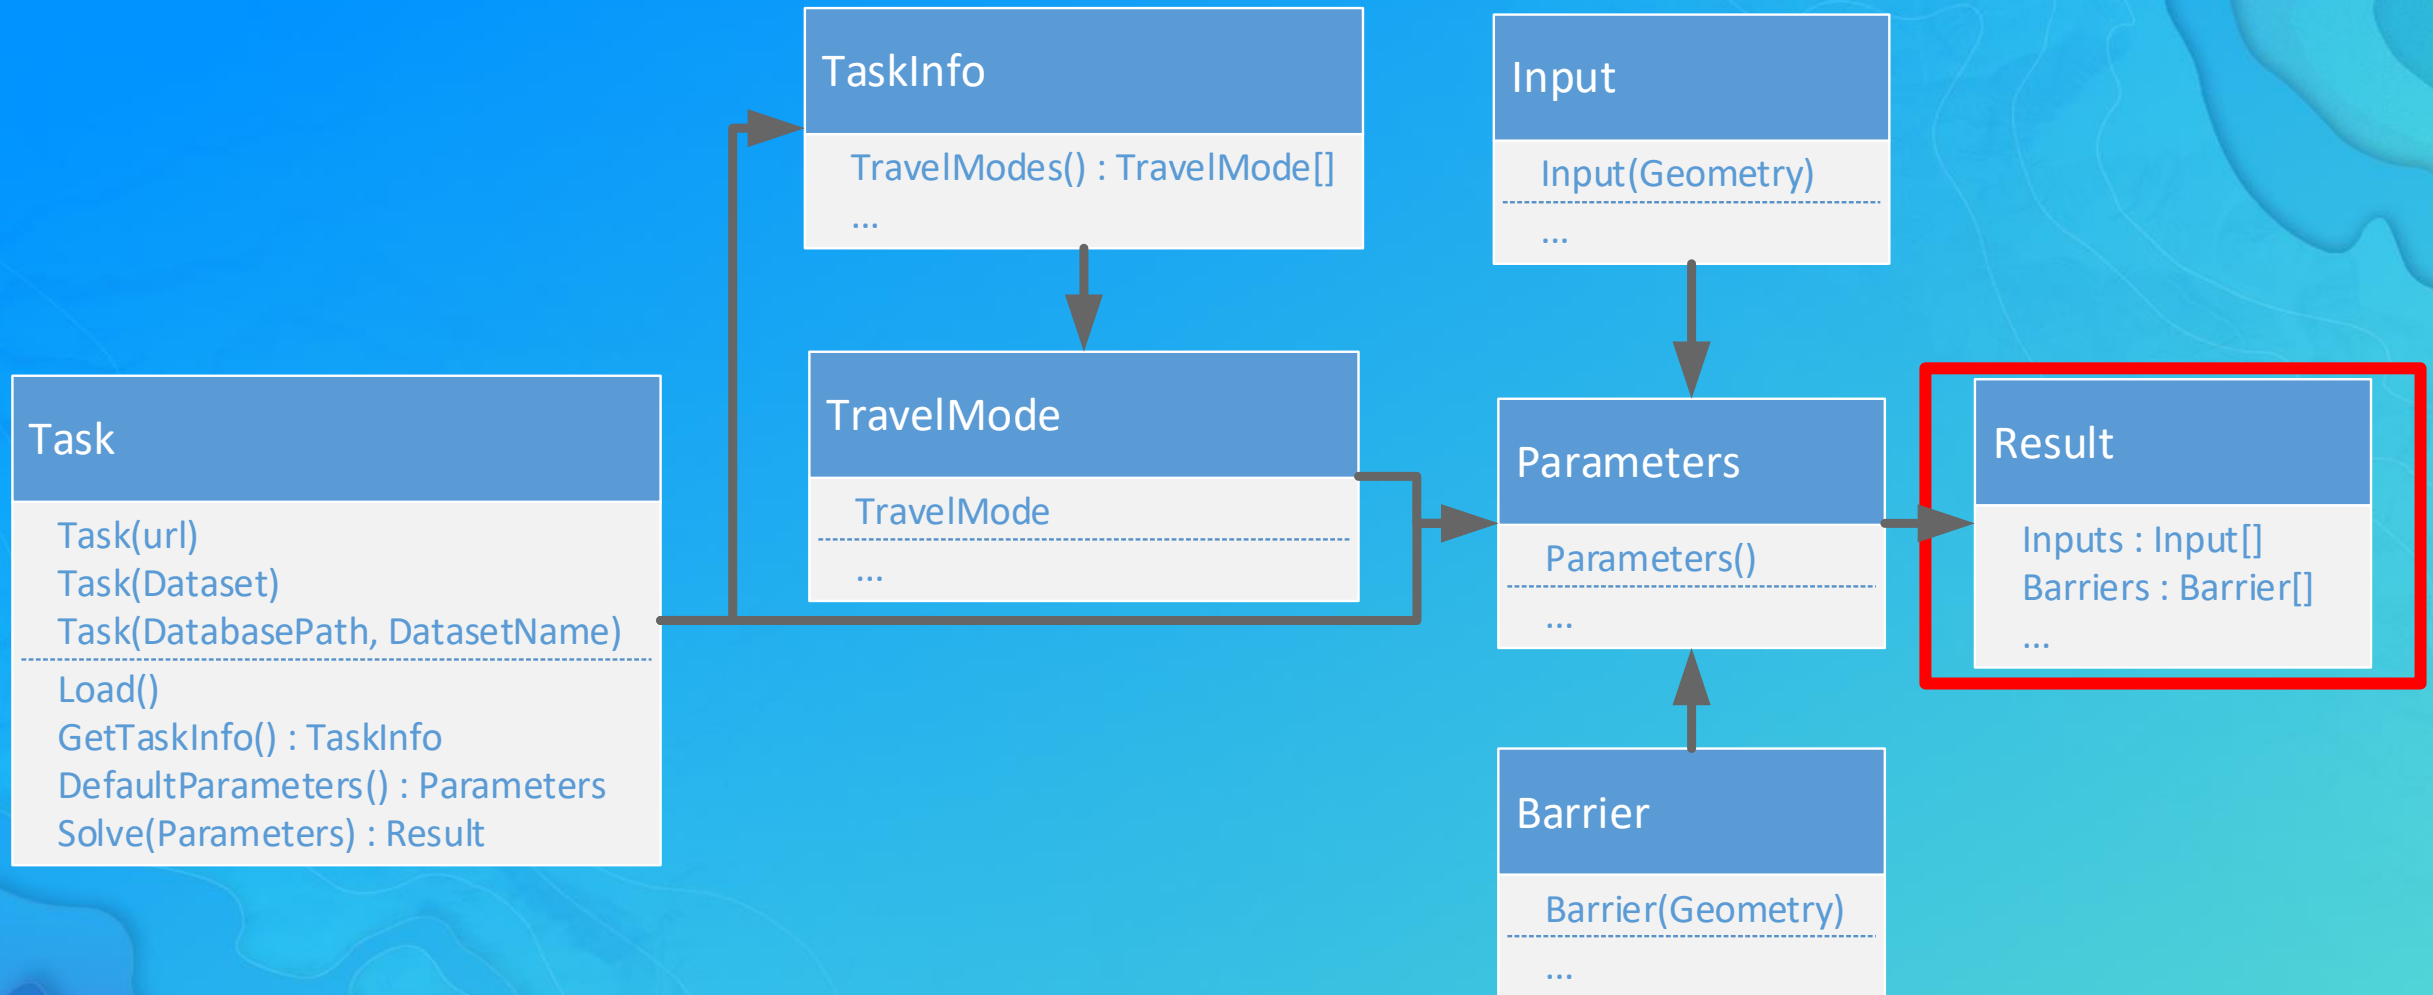 TaskInfo
TravelModes() : TravelMode[]
...
Input
Input(Geometry)
...
Task
Task(url)
Task(Dataset)
Task(DatabasePath, DatasetName)
Load()
GetTaskInfo() : TaskInfo
DefaultParameters() : Parameters
Solve(Parameters) : Result
TravelMode
TravelMode
...
Parameters
Parameters()
...
Result
Inputs : Input[]
Barriers : Barrier[]
...
Barrier
Barrier(Geometry)
...